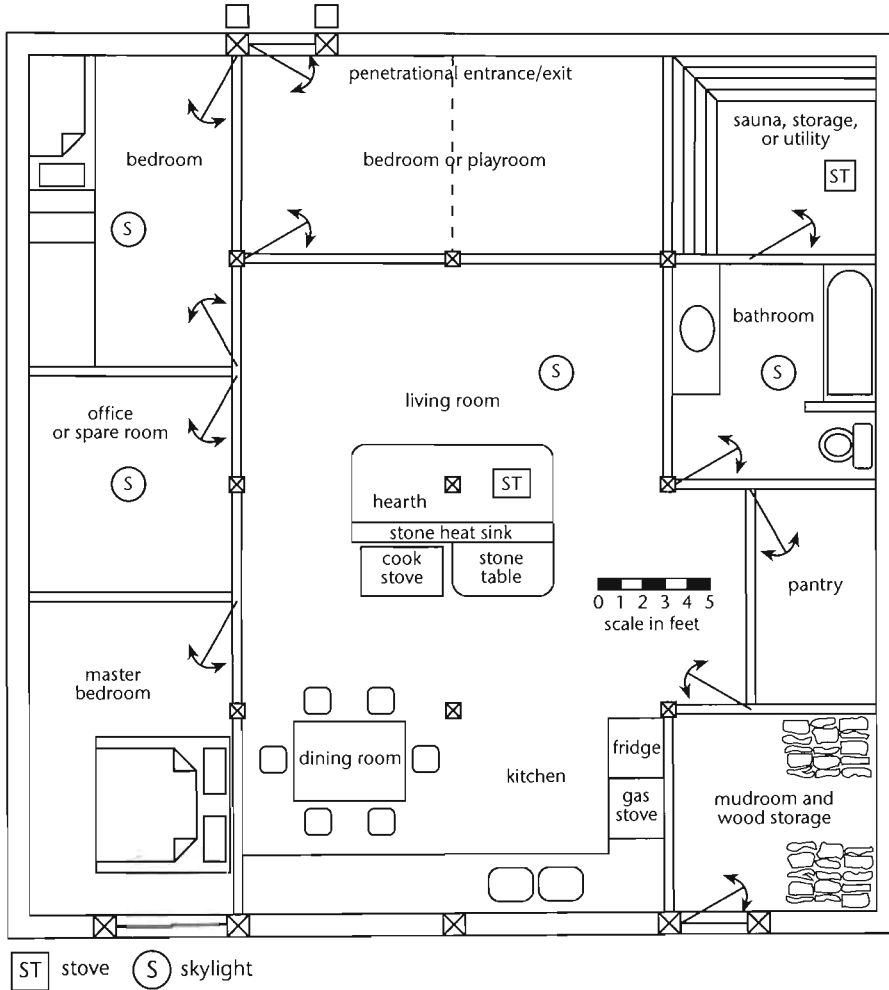 penetrational entrance/exit
sauna, storage,
or utility
bedroom
bedroom or playroom
ST
S
bathroom
S
S
living room
office
or spare room
S
ST
hearth
stone heat sink
cook
stove
stone
table
pantry
0 1 2 3 4 5
scale in feet
master
bedroom
dining room
kitchen
fridge
gas
stove
mudroom and
wood storage
ST stove S skylight